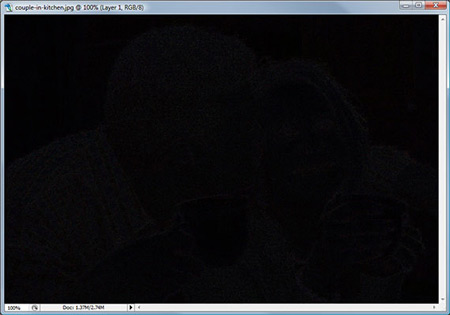 couple-in-kitchen.jpg @ 100% (Layer 1, RGB/8)
100% Doc: 1.37M/2.74M